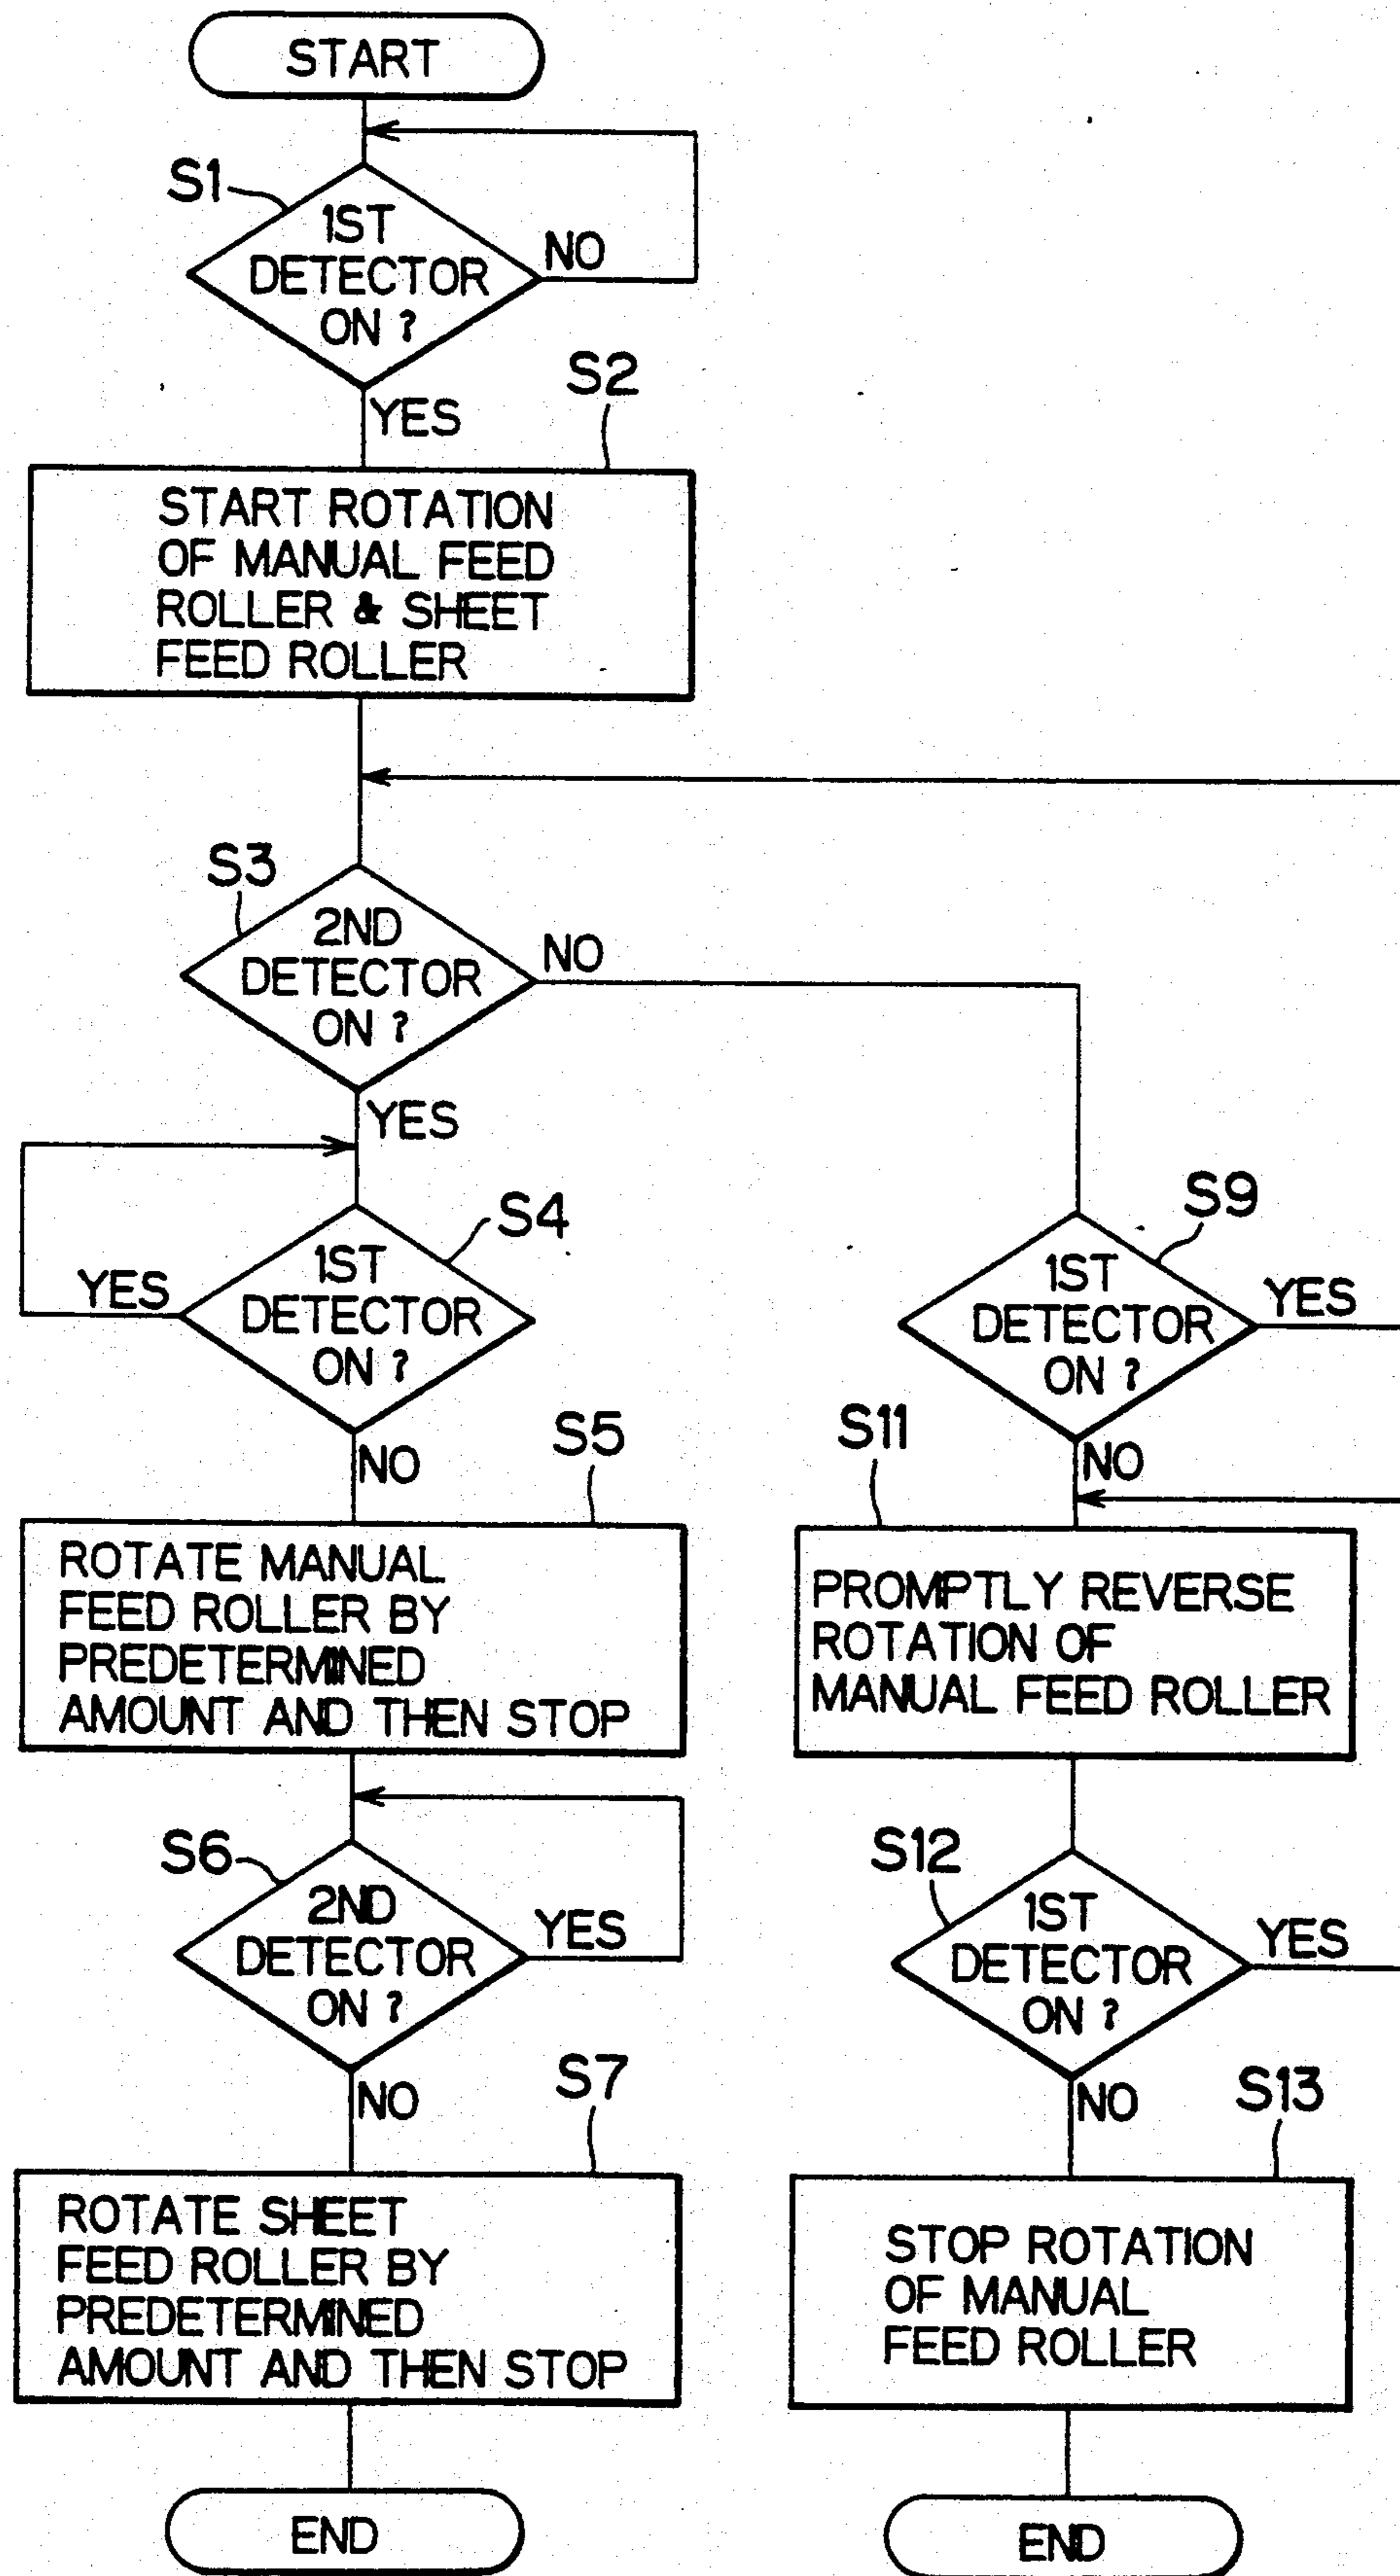 START
S1
1ST
DETECTOR
ON ?
NO
YES
S2
START ROTATION
OF MANUAL FEED
ROLLER & SHEET
FEED ROLLER
S3
2ND
DETECTOR
ON ?
NO
YES
S4
1ST
DETECTOR
ON ?
YES
NO
S5
ROTATE MANUAL
FEED ROLLER BY
PREDETERMINED
AMOUNT AND THEN STOP
S6
2ND
DETECTOR
ON ?
YES
NO
S7
ROTATE SHEET
FEED ROLLER BY
PREDETERMINED
AMOUNT AND THEN STOP
END
S9
1ST
DETECTOR
ON ?
YES
NO
S11
PROMPTLY REVERSE
ROTATION OF
MANUAL FEED ROLLER
S12
1ST
DETECTOR
ON ?
YES
NO
S13
STOP ROTATION
OF MANUAL
FEED ROLLER
END